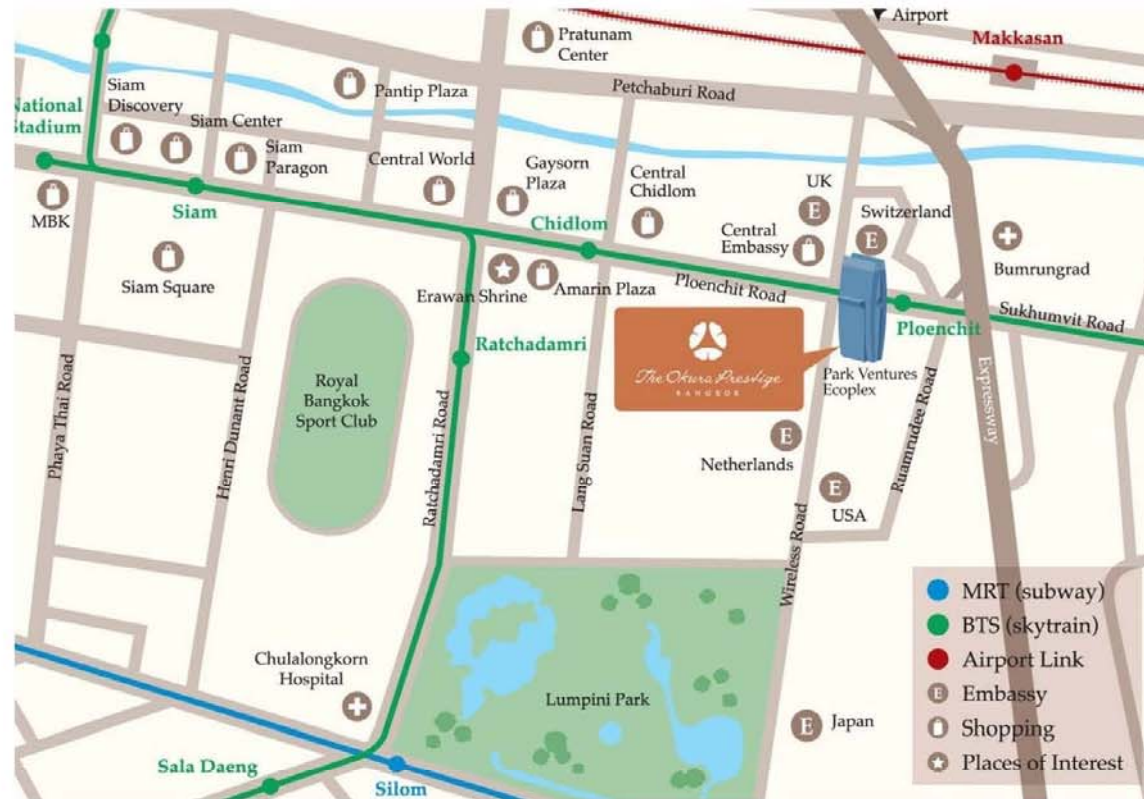 Airport
Makkasan
Pratunam
Center
Petchaburi Road
Pantip Plaza
Siam
Discovery
National
Stadium
Siam Center
Siam
Paragon
Central World
Gaysorn
Plaza
Central
Chidlom
UK
E
Switzerland
E
MBK
Siam
Chidlom
Central
Embassy
Bumrungrad
Siam Square
Erawan Shrine
Amarin Plaza
Ploenchit Road
Ploenchit
Sukhumvit Road
Ratchadamri
The Okura Prestige
BANGKOK
Park Ventures
Ecoplex
Royal
Bangkok
Sport Club
Phaya Thai Road
Henri Dunant Road
Ratchadamri Road
Lang Suan Road
Wireless Road
Ruamrudee Road
Expressway
E
Netherlands
E
USA
Chulalongkorn
Hospital
Lumpini Park
E
Japan
Sala Daeng
Silom
MRT (subway)
BTS (skytrain)
Airport Link
E
Embassy
Shopping
Places of Interest